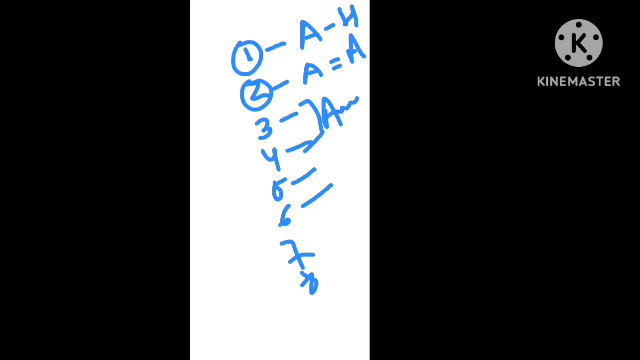 1 - A - H
2 - A = A
3 -
4 -
5 -
6 -
7
8
K
KINEMASTER